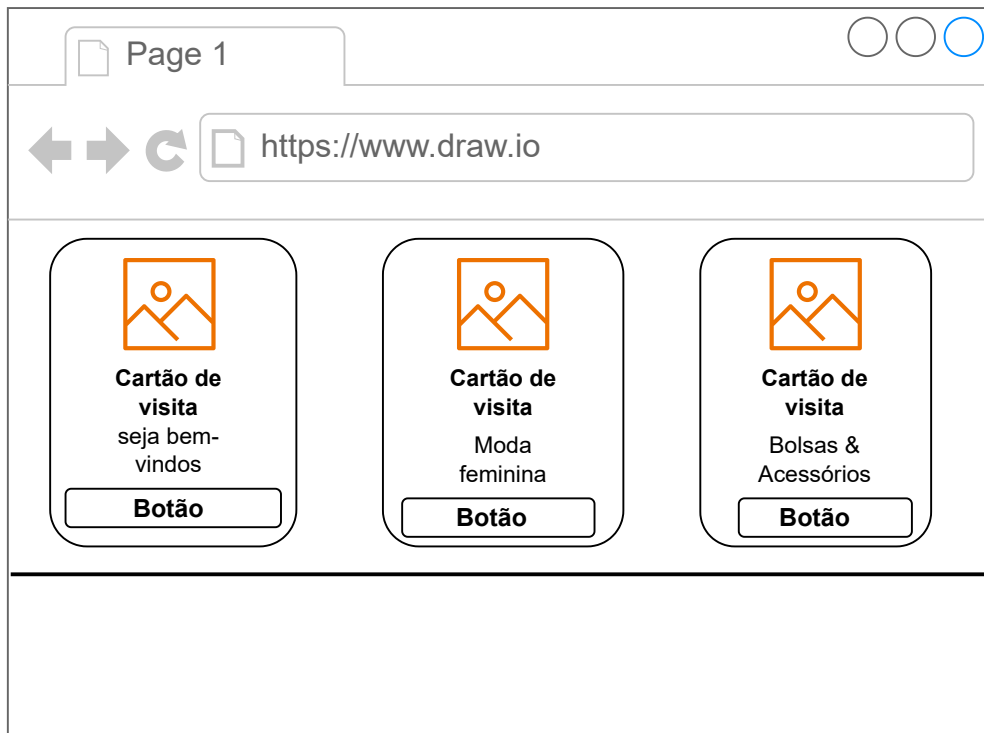 Page 1
https://www.draw.io
Cartão de
visita
seja bem-
vindos
Botão
Cartão de
visita
Moda
feminina
Botão
Cartão de
visita
Bolsas &
Acessórios
Botão